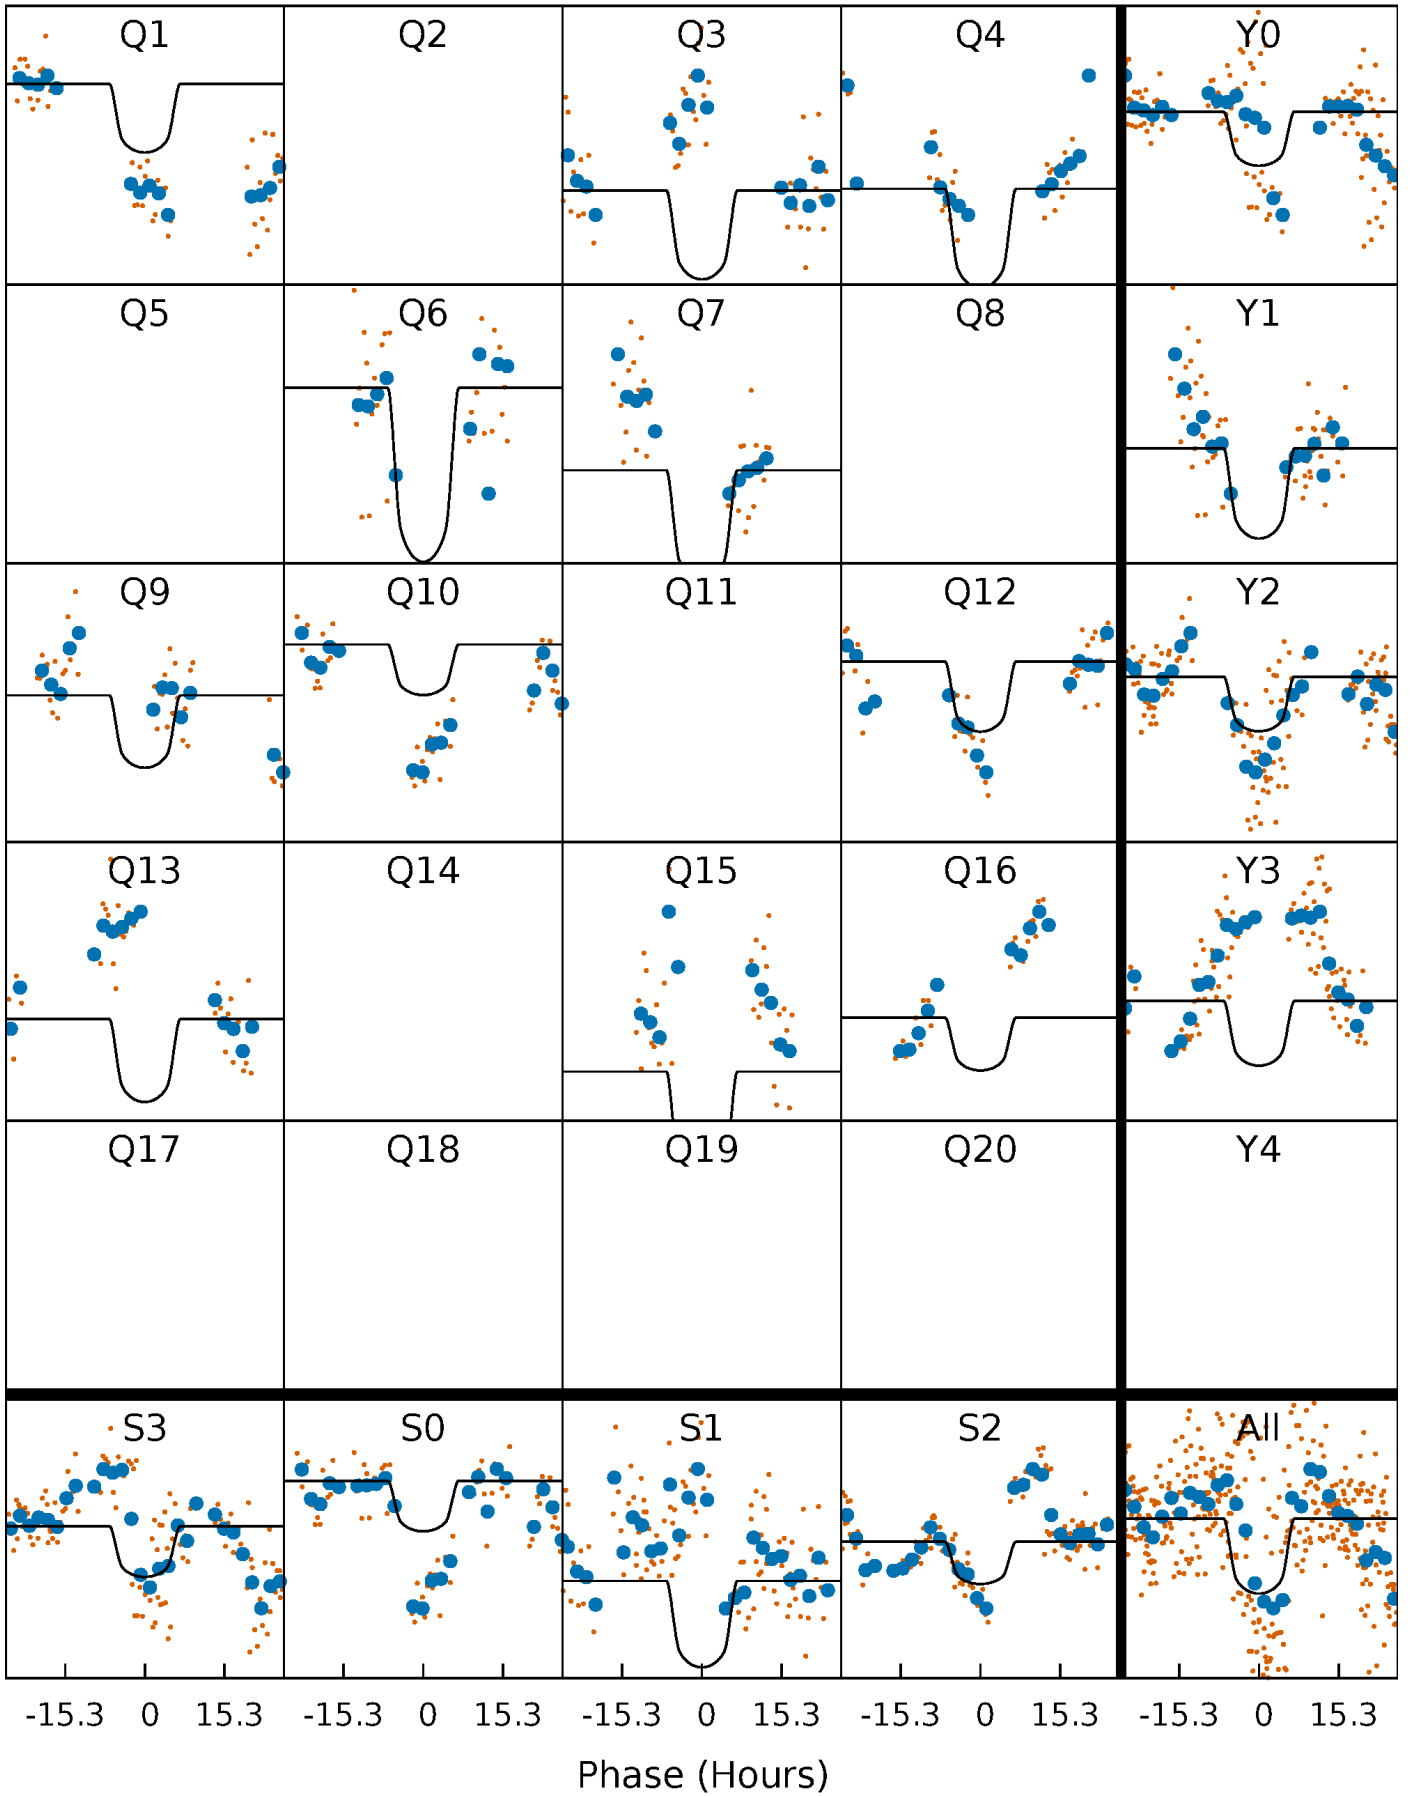 Q1 Q2 Q3 Q4 Y0
Q5 Q6 Q7 Q8 Y1
Q9 Q10 Q11 Q12 Y2
Q13 Q14 Q15 Q16 Y3
Q17 Q18 Q19 Q20 Y4
S3 S0 S1 S2 All
-15.3 0 15.3 -15.3 0 15.3 -15.3 0 15.3 -15.3 0 15.3 -15.3 0 15.3
Phase (Hours)